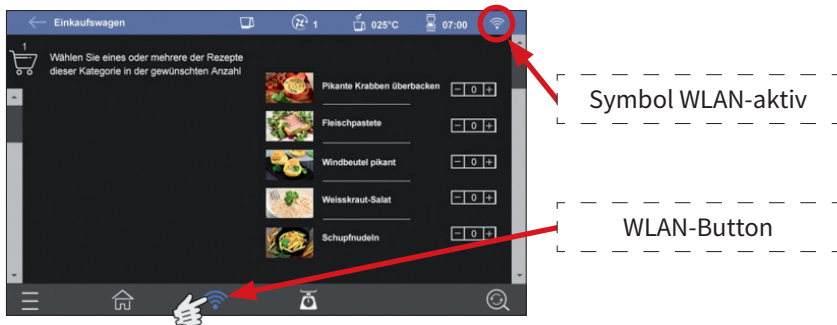 Einkaufswagen
1
025°C
07:00
1
Wählen Sie eines oder mehrere der Rezepte
dieser Kategorie in der gewünschten Anzahl
Pikante Krabben überbacken
- 0 +
Fleischpastete
- 0 +
Windbeutel pikant
- 0 +
Weisskraut-Salat
- 0 +
Schupfnudeln
- 0 +
Symbol WLAN-aktiv
WLAN-Button